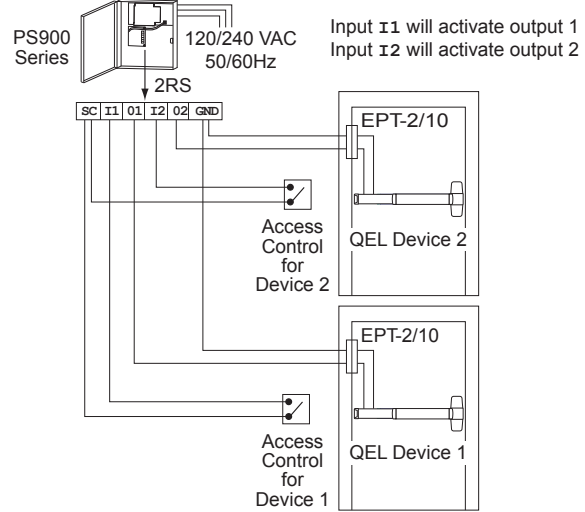 PS900
Series
120/240 VAC
50/60Hz
Input I1 will activate output 1
Input I2 will activate output 2
2RS
SC I1 01 I2 02 GND
EPT-2/10
Access
Control
for
Device 2
QEL Device 2
EPT-2/10
Access
Control
for
Device 1
QEL Device 1